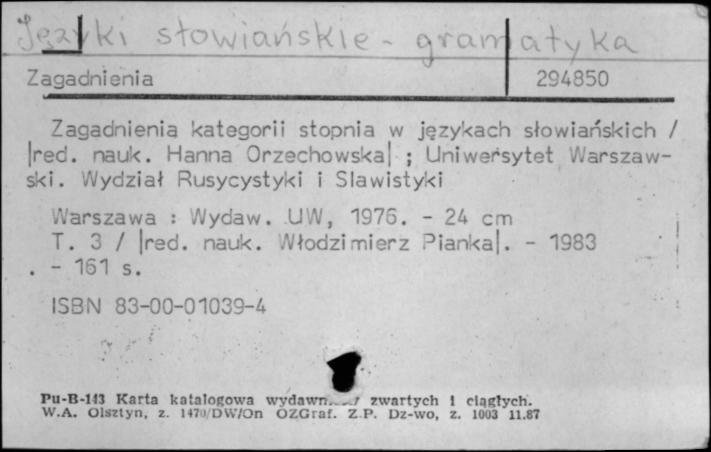 Języki słowiańskie - gramatyka
Zagadnienia 294850
Zagadnienia kategorii stopnia w językach słowiańskich /
|red. nauk. Hanna Orzechowska| ; Uniwersytet Warszaw-
ski. Wydział Rusycystyki i Slawistyki
Warszawa : Wydaw. UW, 1976. - 24 cm
T. 3 / |red. nauk. Włodzimierz Pianka|. - 1983
. - 161 s.
ISBN 83-00-01039-4
Pu-B-143 Karta katalogowa zwartych i ciągłych.
W.A. Olsztyn, z. 1470/DW/On OZGraf. Z.P. Dz-wo, z. 1003 11.87